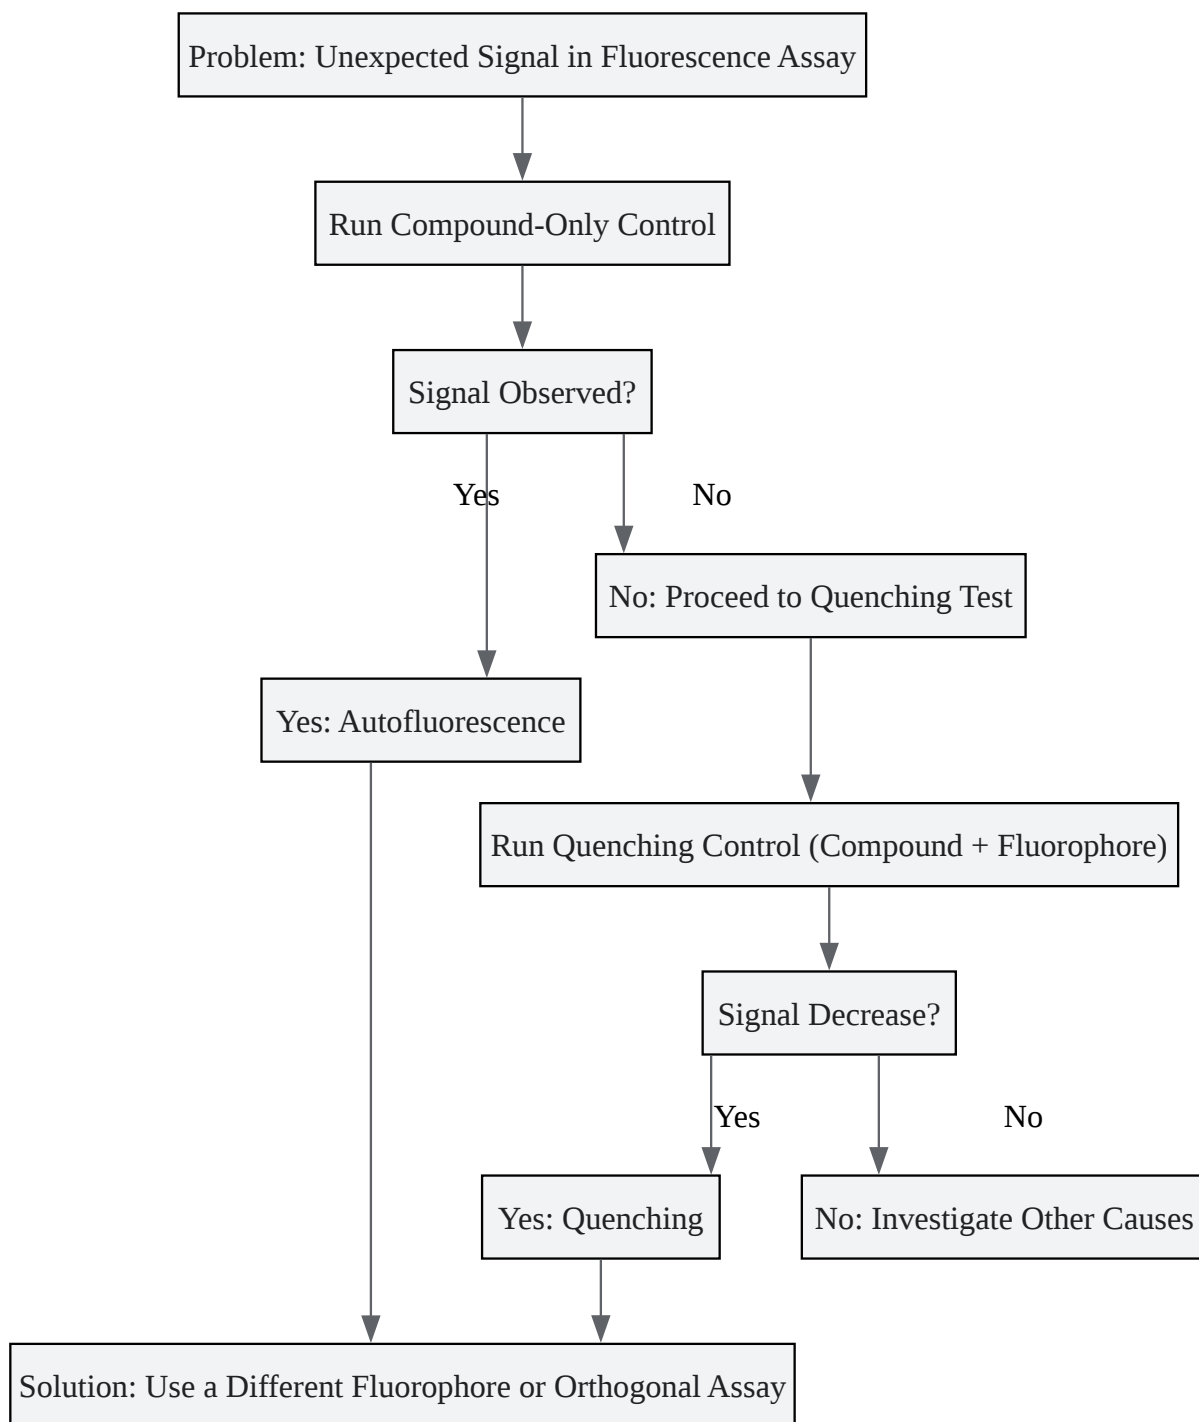 Problem: Unexpected Signal in Fluorescence Assay
Run Compound-Only Control
Signal Observed?
Yes
No
No: Proceed to Quenching Test
Yes: Autofluorescence
Run Quenching Control (Compound + Fluorophore)
Signal Decrease?
Yes
No
Yes: Quenching
No: Investigate Other Causes
Solution: Use a Different Fluorophore or Orthogonal Assay